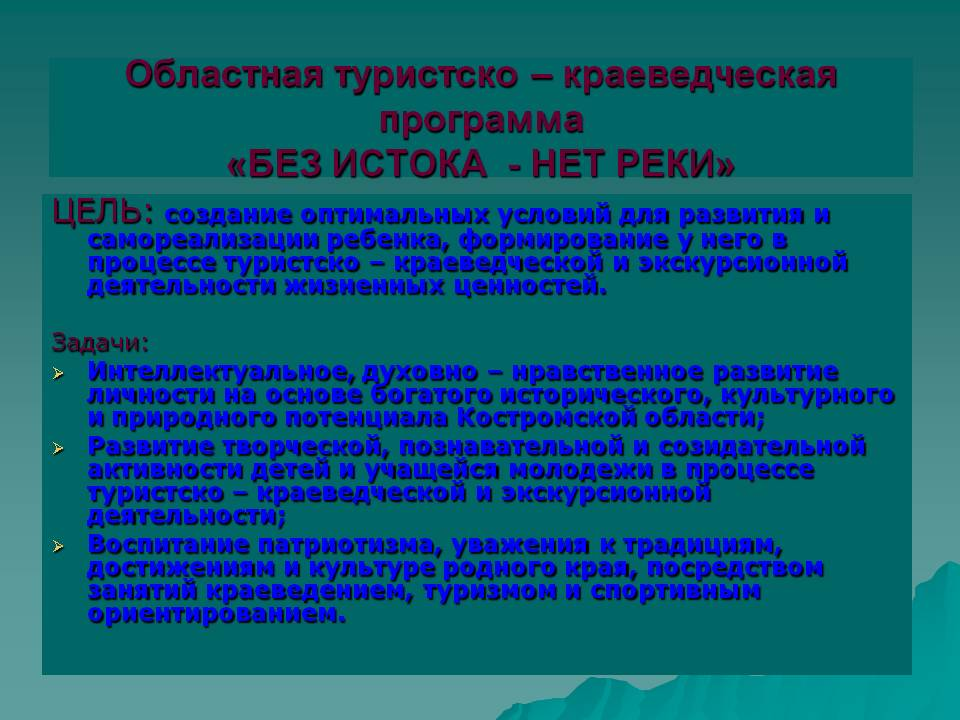 Областная туристско – краеведческая
программа
«БЕЗ ИСТОКА - НЕТ РЕКИ»
ЦЕЛЬ: создание оптимальных условий для развития и
самореализации ребенка, формирование у него в
процессе туристско – краеведческой и экскурсионной
деятельности жизненных ценностей.
Задачи:
Интеллектуальное, духовно – нравственное развитие
личности на основе богатого исторического, культурного
и природного потенциала Костромской области;
Развитие творческой, познавательной и созидательной
активности детей и учащейся молодежи в процессе
туристско – краеведческой и экскурсионной
деятельности;
Воспитание патриотизма, уважения к традициям,
достижениям и культуре родного края, посредством
занятий краеведением, туризмом и спортивным
ориентированием.